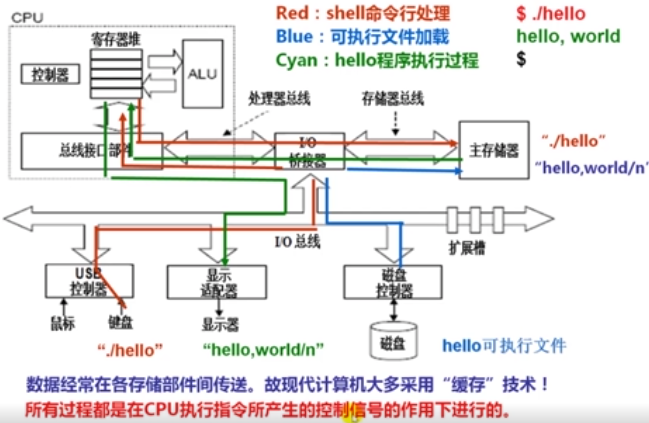 CPU
Red：shell命令行处理
$ ./hello
寄存器堆
Blue：可执行文件加载
hello, world
Cyan：hello程序执行过程
$
控制器
ALU
处理器总线
存储器总线
总线接口部件
I/O
桥接器
主存储器
“./hello”
“hello,world/n”
I/O 总线
扩展槽
USB
控制器
显示
适配器
磁盘
控制器
鼠标
键盘
显示器
磁盘
“./hello”
“hello,world/n”
hello可执行文件
数据经常在各存储部件间传送。故现代计算机大多采用“缓存”技术！
所有过程都是在CPU执行指令所产生的控制信号的作用下进行的。